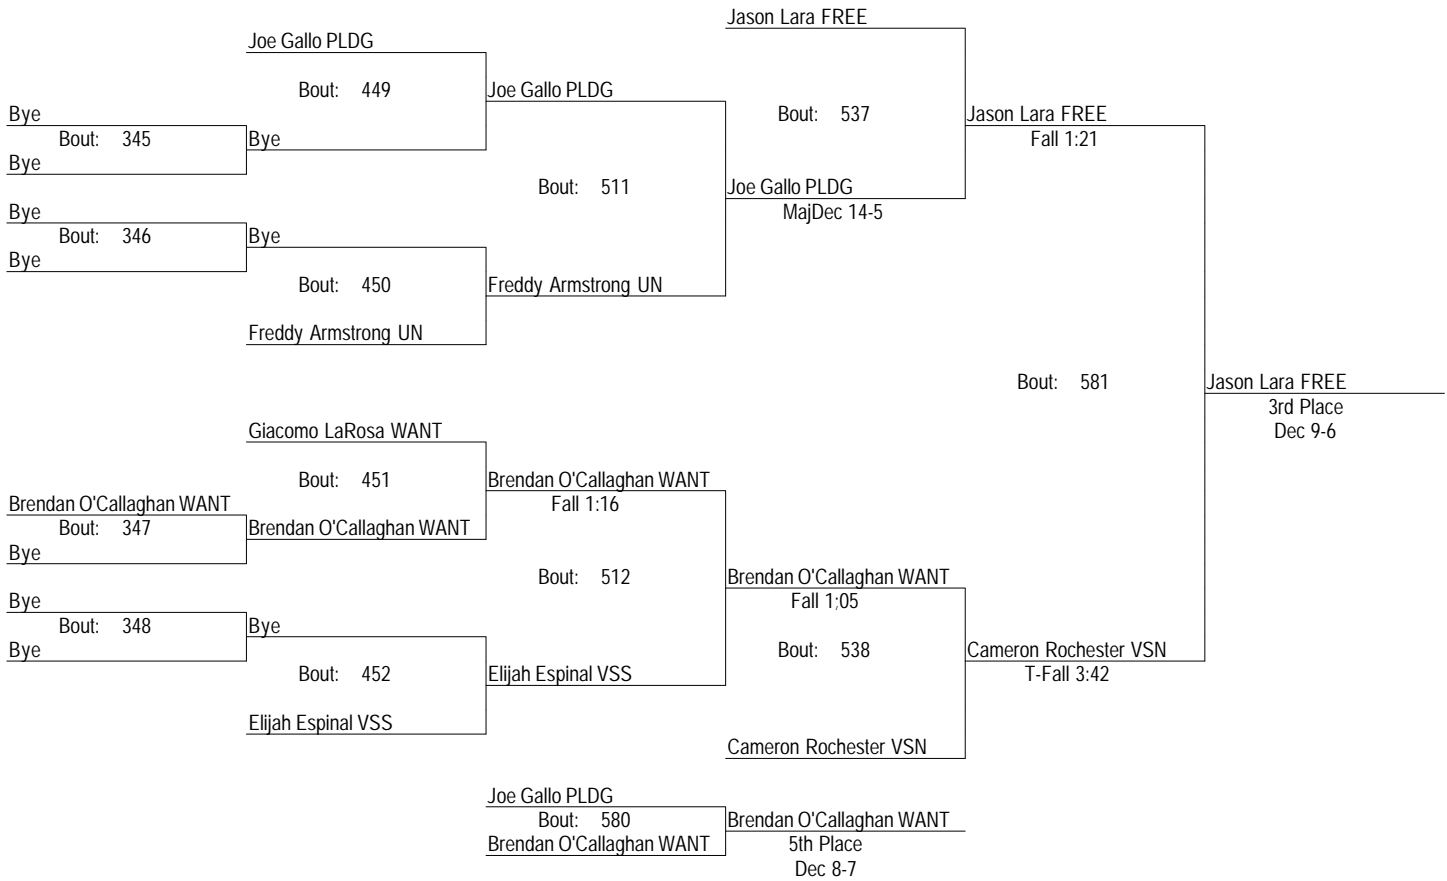 Jason Lara FREE
Joe Gallo PLDG
Bout: 449
Joe Gallo PLDG
Bye
Bout: 345
Bye
Bye
Bout: 537
Jason Lara FREE
Fall 1:21
Bout: 511
Joe Gallo PLDG
MajDec 14-5
Bye
Bout: 346
Bye
Bye
Bout: 450
Freddy Armstrong UN
Freddy Armstrong UN
Bout: 581
Jason Lara FREE
3rd Place
Dec 9-6
Giacomo LaRosa WANT
Bout: 451
Brendan O'Callaghan WANT
Fall 1:16
Brendan O'Callaghan WANT
Bout: 347
Brendan O'Callaghan WANT
Bye
Bout: 512
Brendan O'Callaghan WANT
Fall 1;05
Bye
Bout: 348
Bye
Bye
Bout: 538
Cameron Rochester VSN
T-Fall 3:42
Bout: 452
Elijah Espinal VSS
Elijah Espinal VSS
Cameron Rochester VSN
Joe Gallo PLDG
Bout: 580
Brendan O'Callaghan WANT
Brendan O'Callaghan WANT
5th Place
Dec 8-7